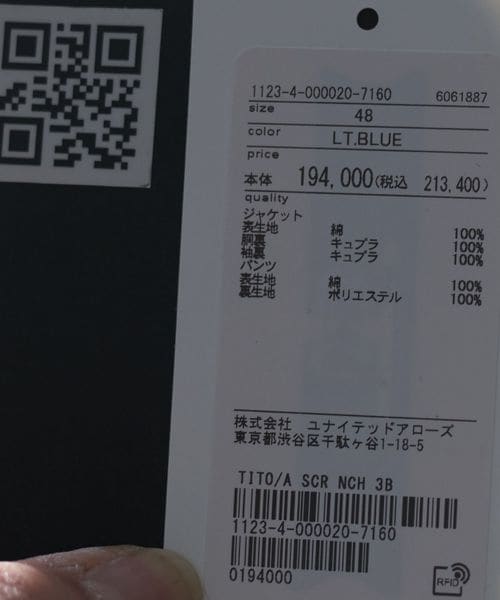 1123-4-000020-7160 6061887
size 48
color LT.BLUE
price
本体 194,000(税込 213,400)
quality
ジャケット
表生地 綿 100%
胴裏 キュプラ 100%
袖裏 キュプラ 100%
パンツ
表生地 綿 100%
裏生地 ポリエステル 100%
株式会社 ユナイテッドアローズ
東京都渋谷区千駄ヶ谷1-18-5
TITO/A SCR NCH 3B
1123-4-000020-7160
0194000
RFID